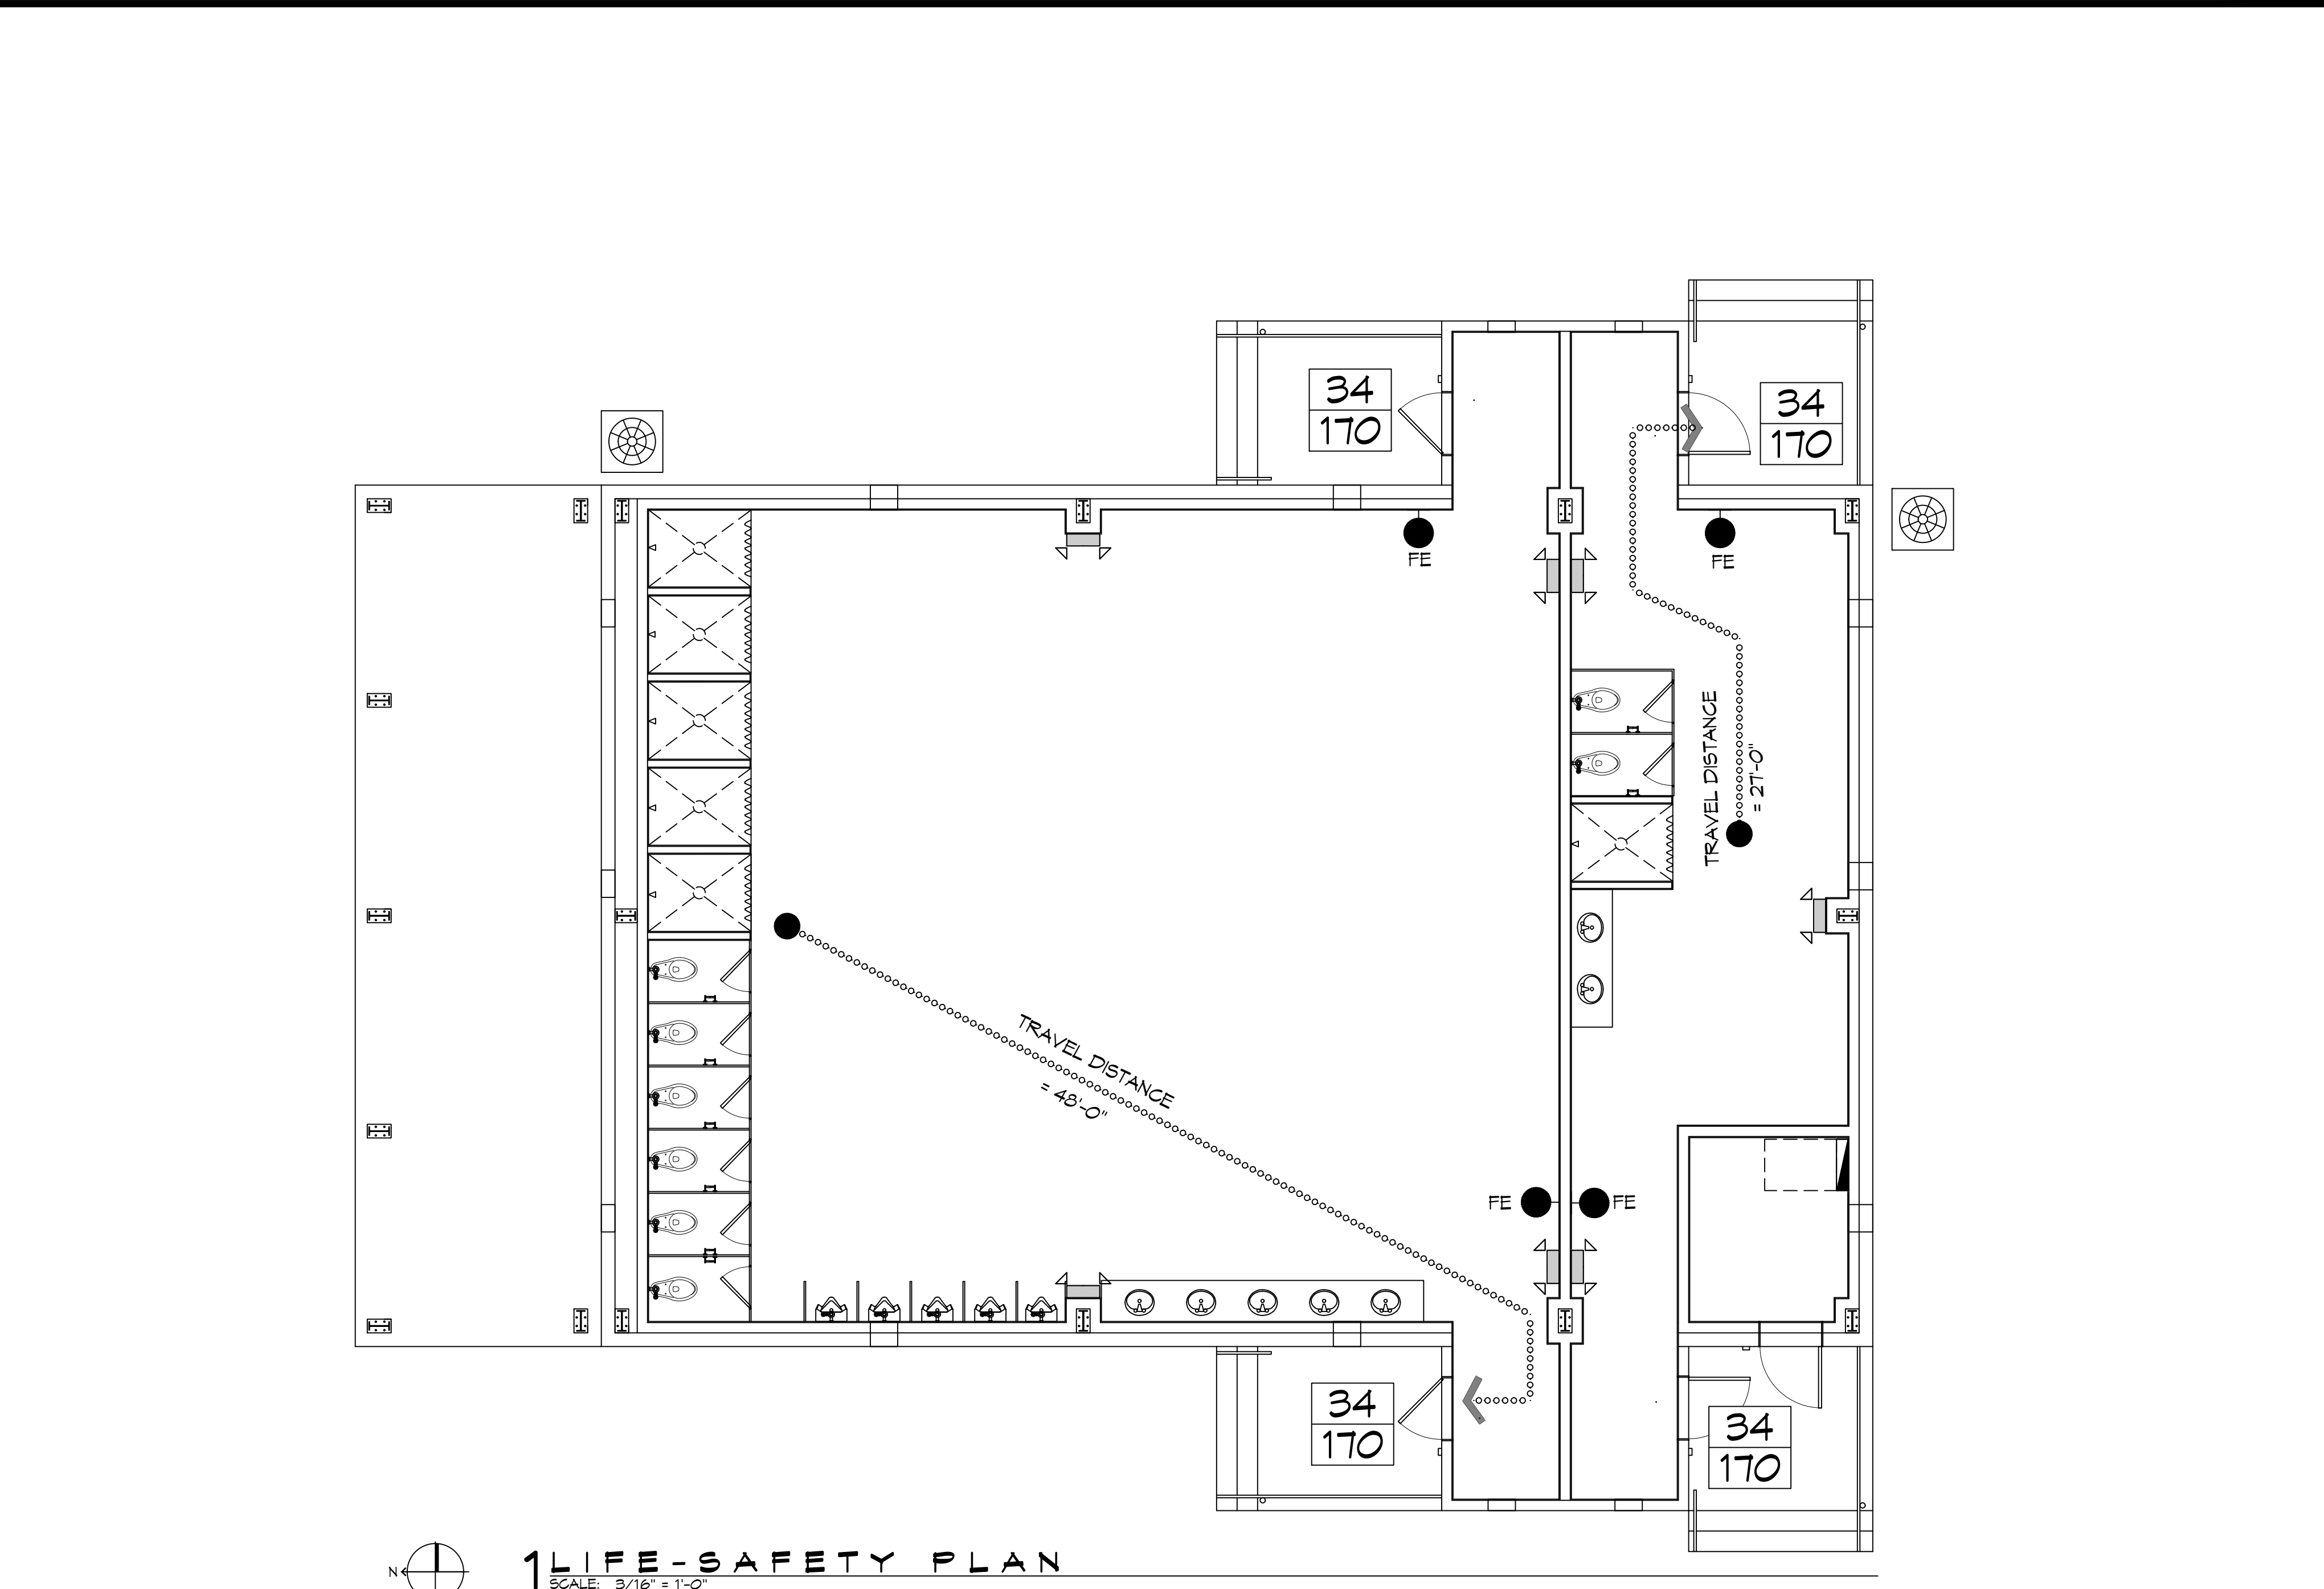 34
170
34
170
FE
FE
TRAVEL DISTANCE
= 27'-0"
TRAVEL DISTANCE
= 48'-0"
FE
FE
34
170
34
170
N
1 LIFE-SAFETY PLAN
SCALE: 3/16" = 1'-0"